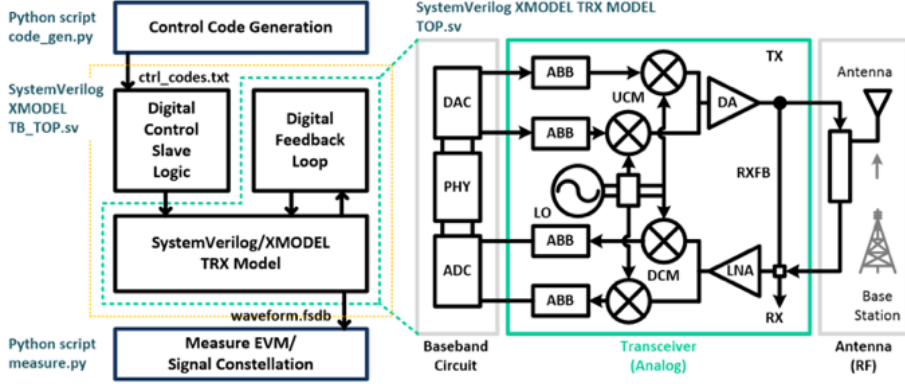 Python script
code_gen.py
Control Code Generation
ctrl_codes.txt
SystemVerilog
XMODEL
TB_TOP.sv
Digital
Control
Slave
Logic
Digital
Feedback
Loop
SystemVerilog/XMODEL
TRX Model
waveform.fsdb
Python script
measure.py
Measure EVM/
Signal Constellation
SystemVerilog XMODEL TRX MODEL
TOP.sv
TX
DAC
PHY
ADC
ABB
UCM
ABB
DA
LO
RXFB
ABB
DCM
ABB
LNA
RX
Antenna
Base
Station
Baseband
Circuit
Transceiver
(Analog)
Antenna
(RF)